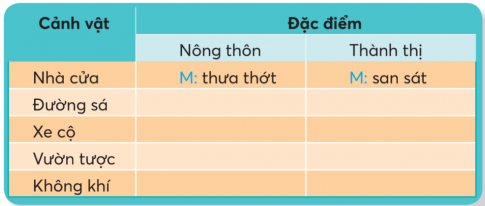 Cảnh vật Đặc điểm
Nông thôn Thành thị
Nhà cửa M: thưa thớt M: san sát
Đường sá
Xe cộ
Vườn tược
Không khí